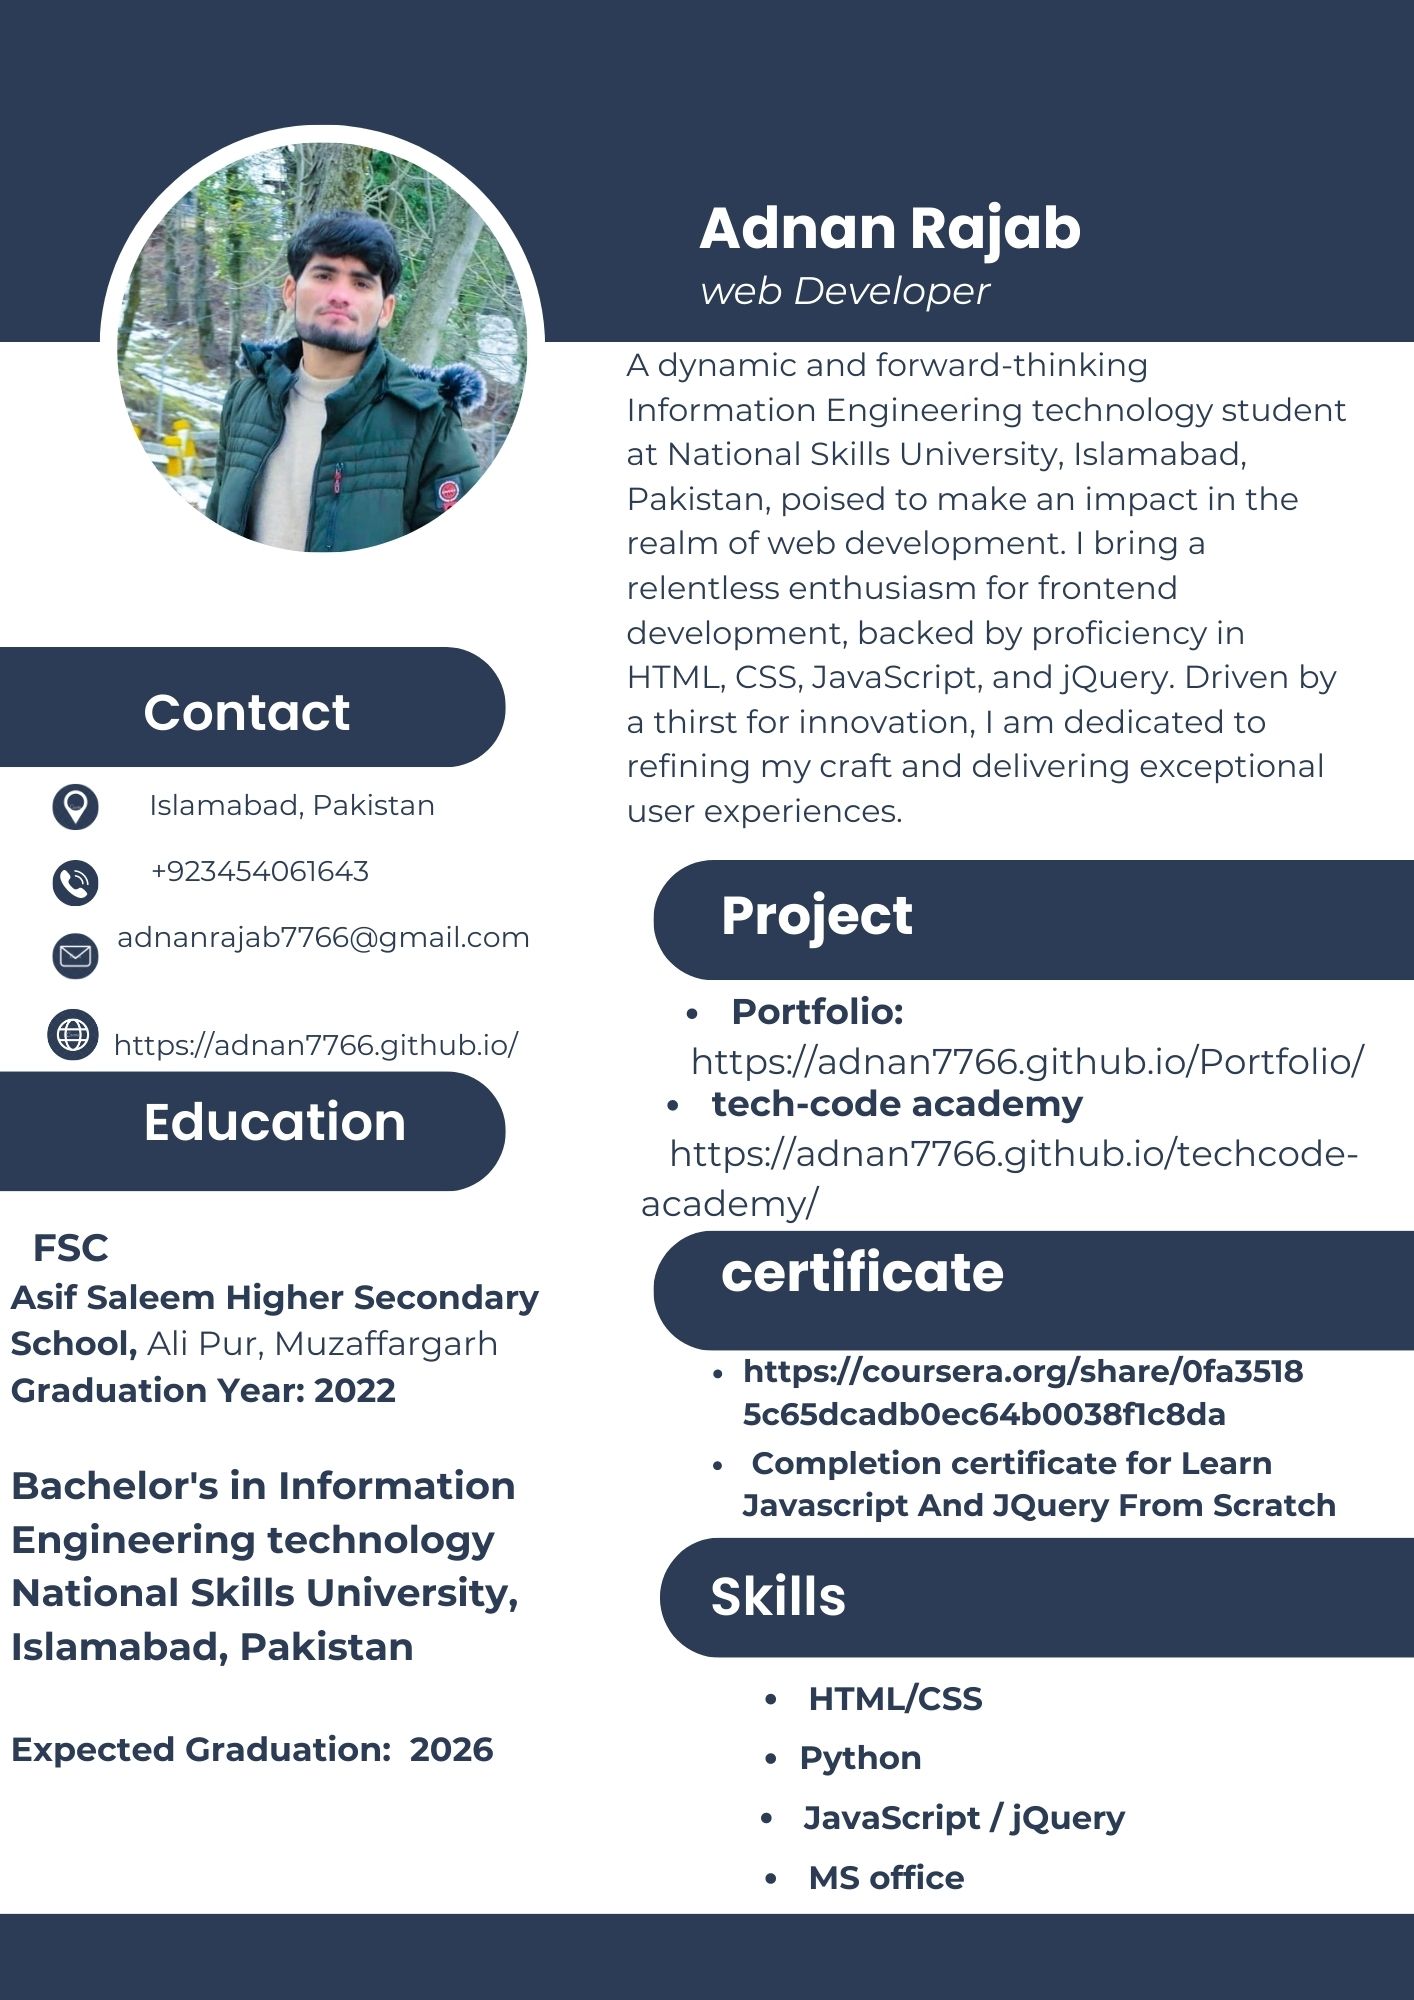 Adnan Rajab
web Developer
A dynamic and forward-thinking
Information Engineering technology student
at National Skills University, Islamabad,
Pakistan, poised to make an impact in the
realm of web development. I bring a
relentless enthusiasm for frontend
development, backed by proficiency in
HTML, CSS, JavaScript, and jQuery. Driven by
a thirst for innovation, I am dedicated to
refining my craft and delivering exceptional
user experiences.
Contact
Islamabad, Pakistan
+923454061643
adnanrajab7766@gmail.com
https://adnan7766.github.io/
Education
FSC
Asif Saleem Higher Secondary
School, Ali Pur, Muzaffargarh
Graduation Year: 2022
Bachelor's in Information
Engineering technology
National Skills University,
Islamabad, Pakistan
Expected Graduation: 2026
Project
• Portfolio:
https://adnan7766.github.io/Portfolio/
• tech-code academy
https://adnan7766.github.io/techcode-
academy/
certificate
• https://coursera.org/share/0fa3518
5c65dcadb0ec64b0038f1c8da
• Completion certificate for Learn
Javascript And JQuery From Scratch
Skills
• HTML/CSS
• Python
• JavaScript / jQuery
• MS office